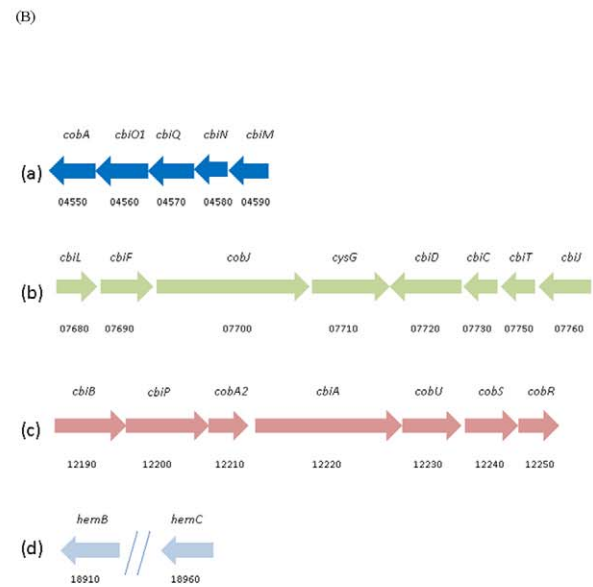 (B)
cobA cbiO1 cbiQ cbiN cbiM
(a)
04550 04560 04570 04580 04590
cbiL cbiF cobJ cysG cbiD cbiC cbiT cbiJ
(b)
07680 07690 07700 07710 07720 07730 07750 07760
cbiB cbiP cobA2 cbiA cobU cobS cobR
(c)
12190 12200 12210 12220 12230 12240 12250
hemB hemC
(d)
18910 18960